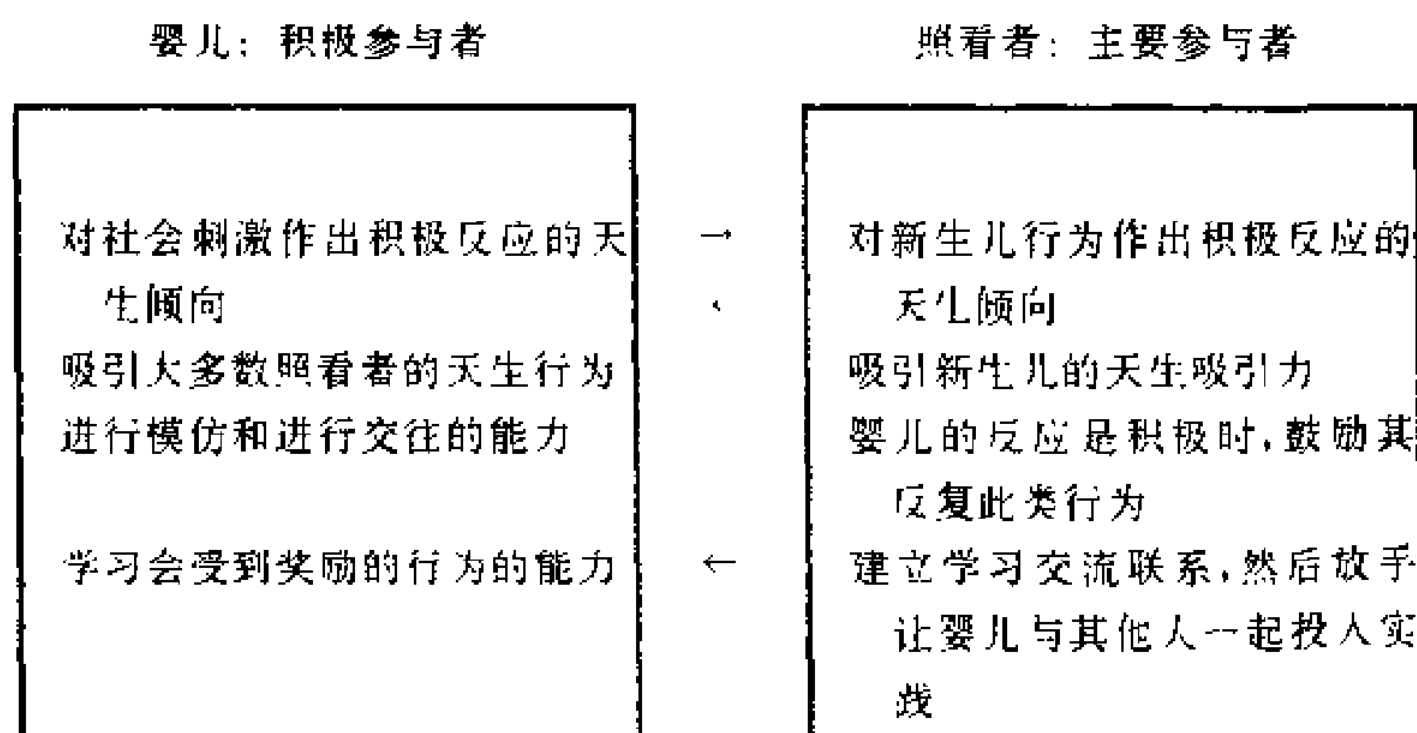 婴儿：积极参与者
照看者：主要参与者
对社会刺激作出积极反应的天
生倾向
吸引大多数照看者的天生行为
进行模仿和进行交往的能力
学习会受到奖励的行为的能力
→
←
对新生儿行为作出积极反应的
天生倾向
吸引新生儿的天生吸引力
婴儿的反应是积极时，鼓励其
反复此类行为
建立学习交流联系，然后放手
让婴儿与其他人一起投入实
践